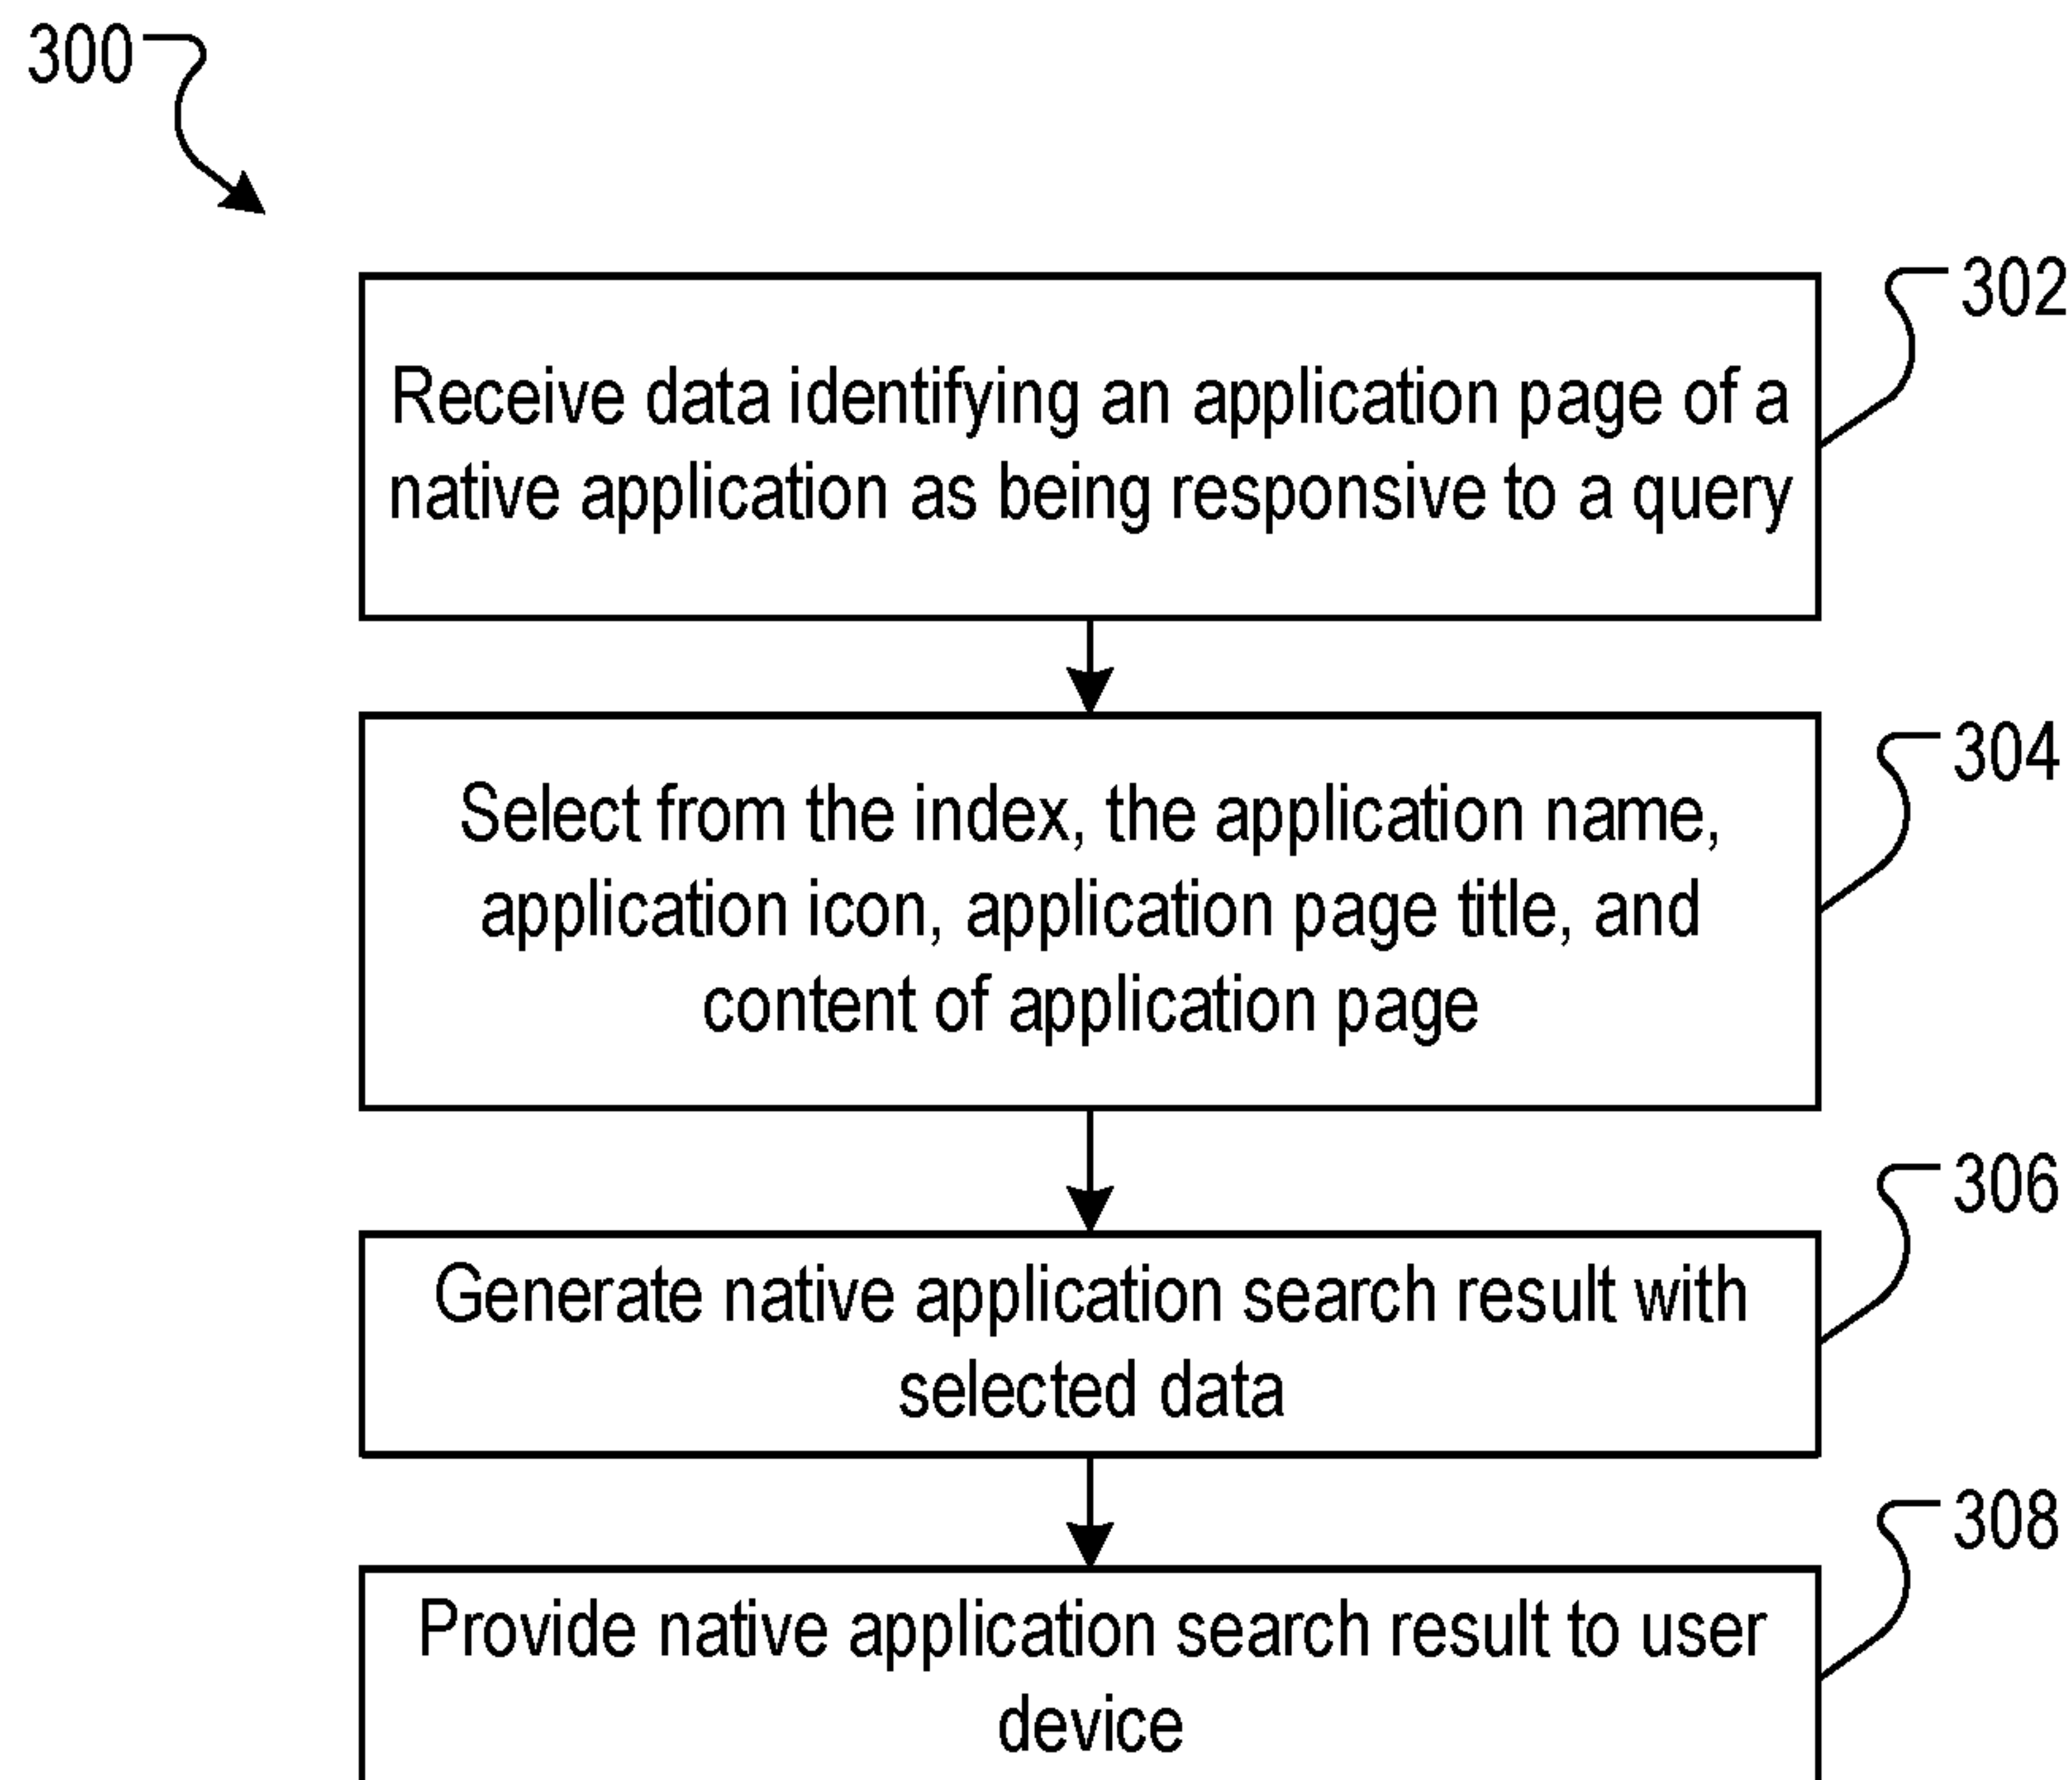 300
302
Receive data identifying an application page of a
native application as being responsive to a query
304
Select from the index, the application name,
application icon, application page title, and
content of application page
306
Generate native application search result with
selected data
308
Provide native application search result to user
device